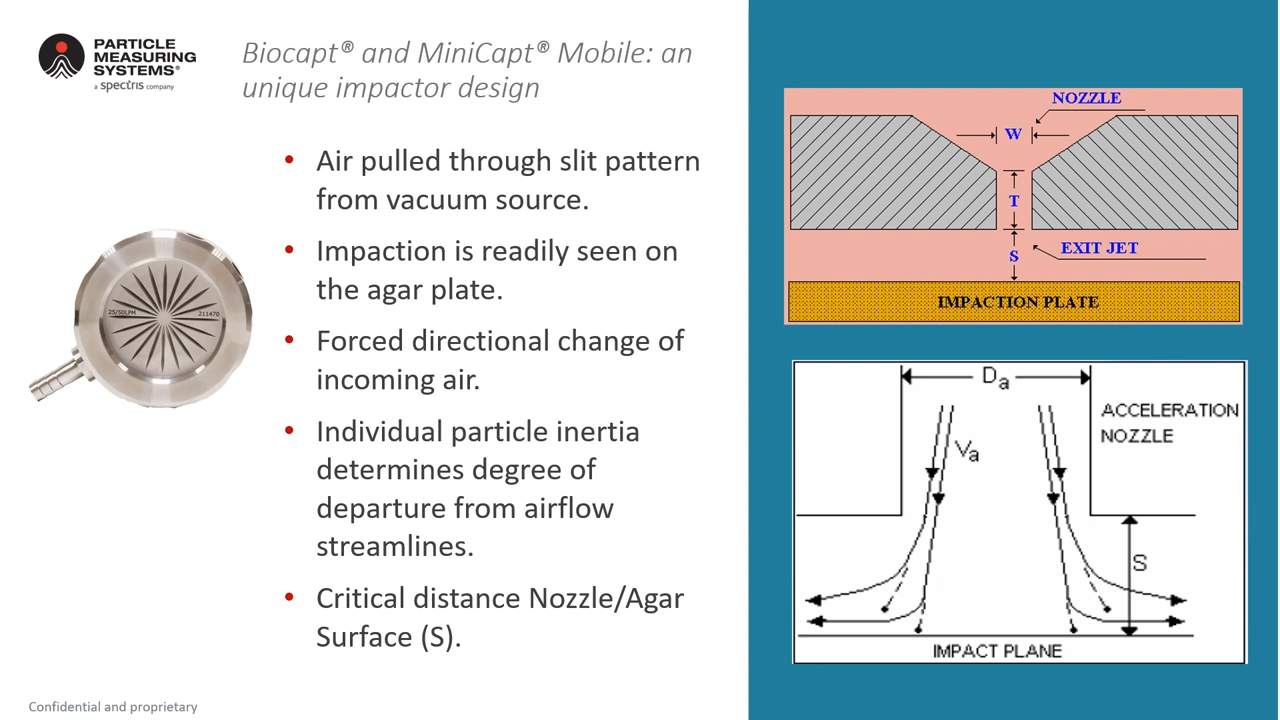 PARTICLE
MEASURING
SYSTEMS®
a spectris company
Biocapt® and MiniCapt® Mobile: an
unique impactor design
• Air pulled through slit pattern
from vacuum source.
• Impaction is readily seen on
the agar plate.
• Forced directional change of
incoming air.
• Individual particle inertia
determines degree of
departure from airflow
streamlines.
• Critical distance Nozzle/Agar
Surface (S).
25/50LPM 211470
NOZZLE
W
T
S
EXIT JET
IMPACTION PLATE
Da
ACCELERATION
NOZZLE
Va
S
IMPACT PLANE
Confidential and proprietary